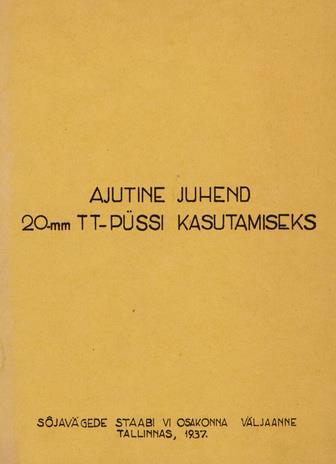 AJUTINE JUHEND
20-mm TT-PÜSSI KASUTAMISEKS
SÕJAVÄGEDE STAABI VI OSAKONNA VÄLJAANNE
TALLINNAS, 1937.